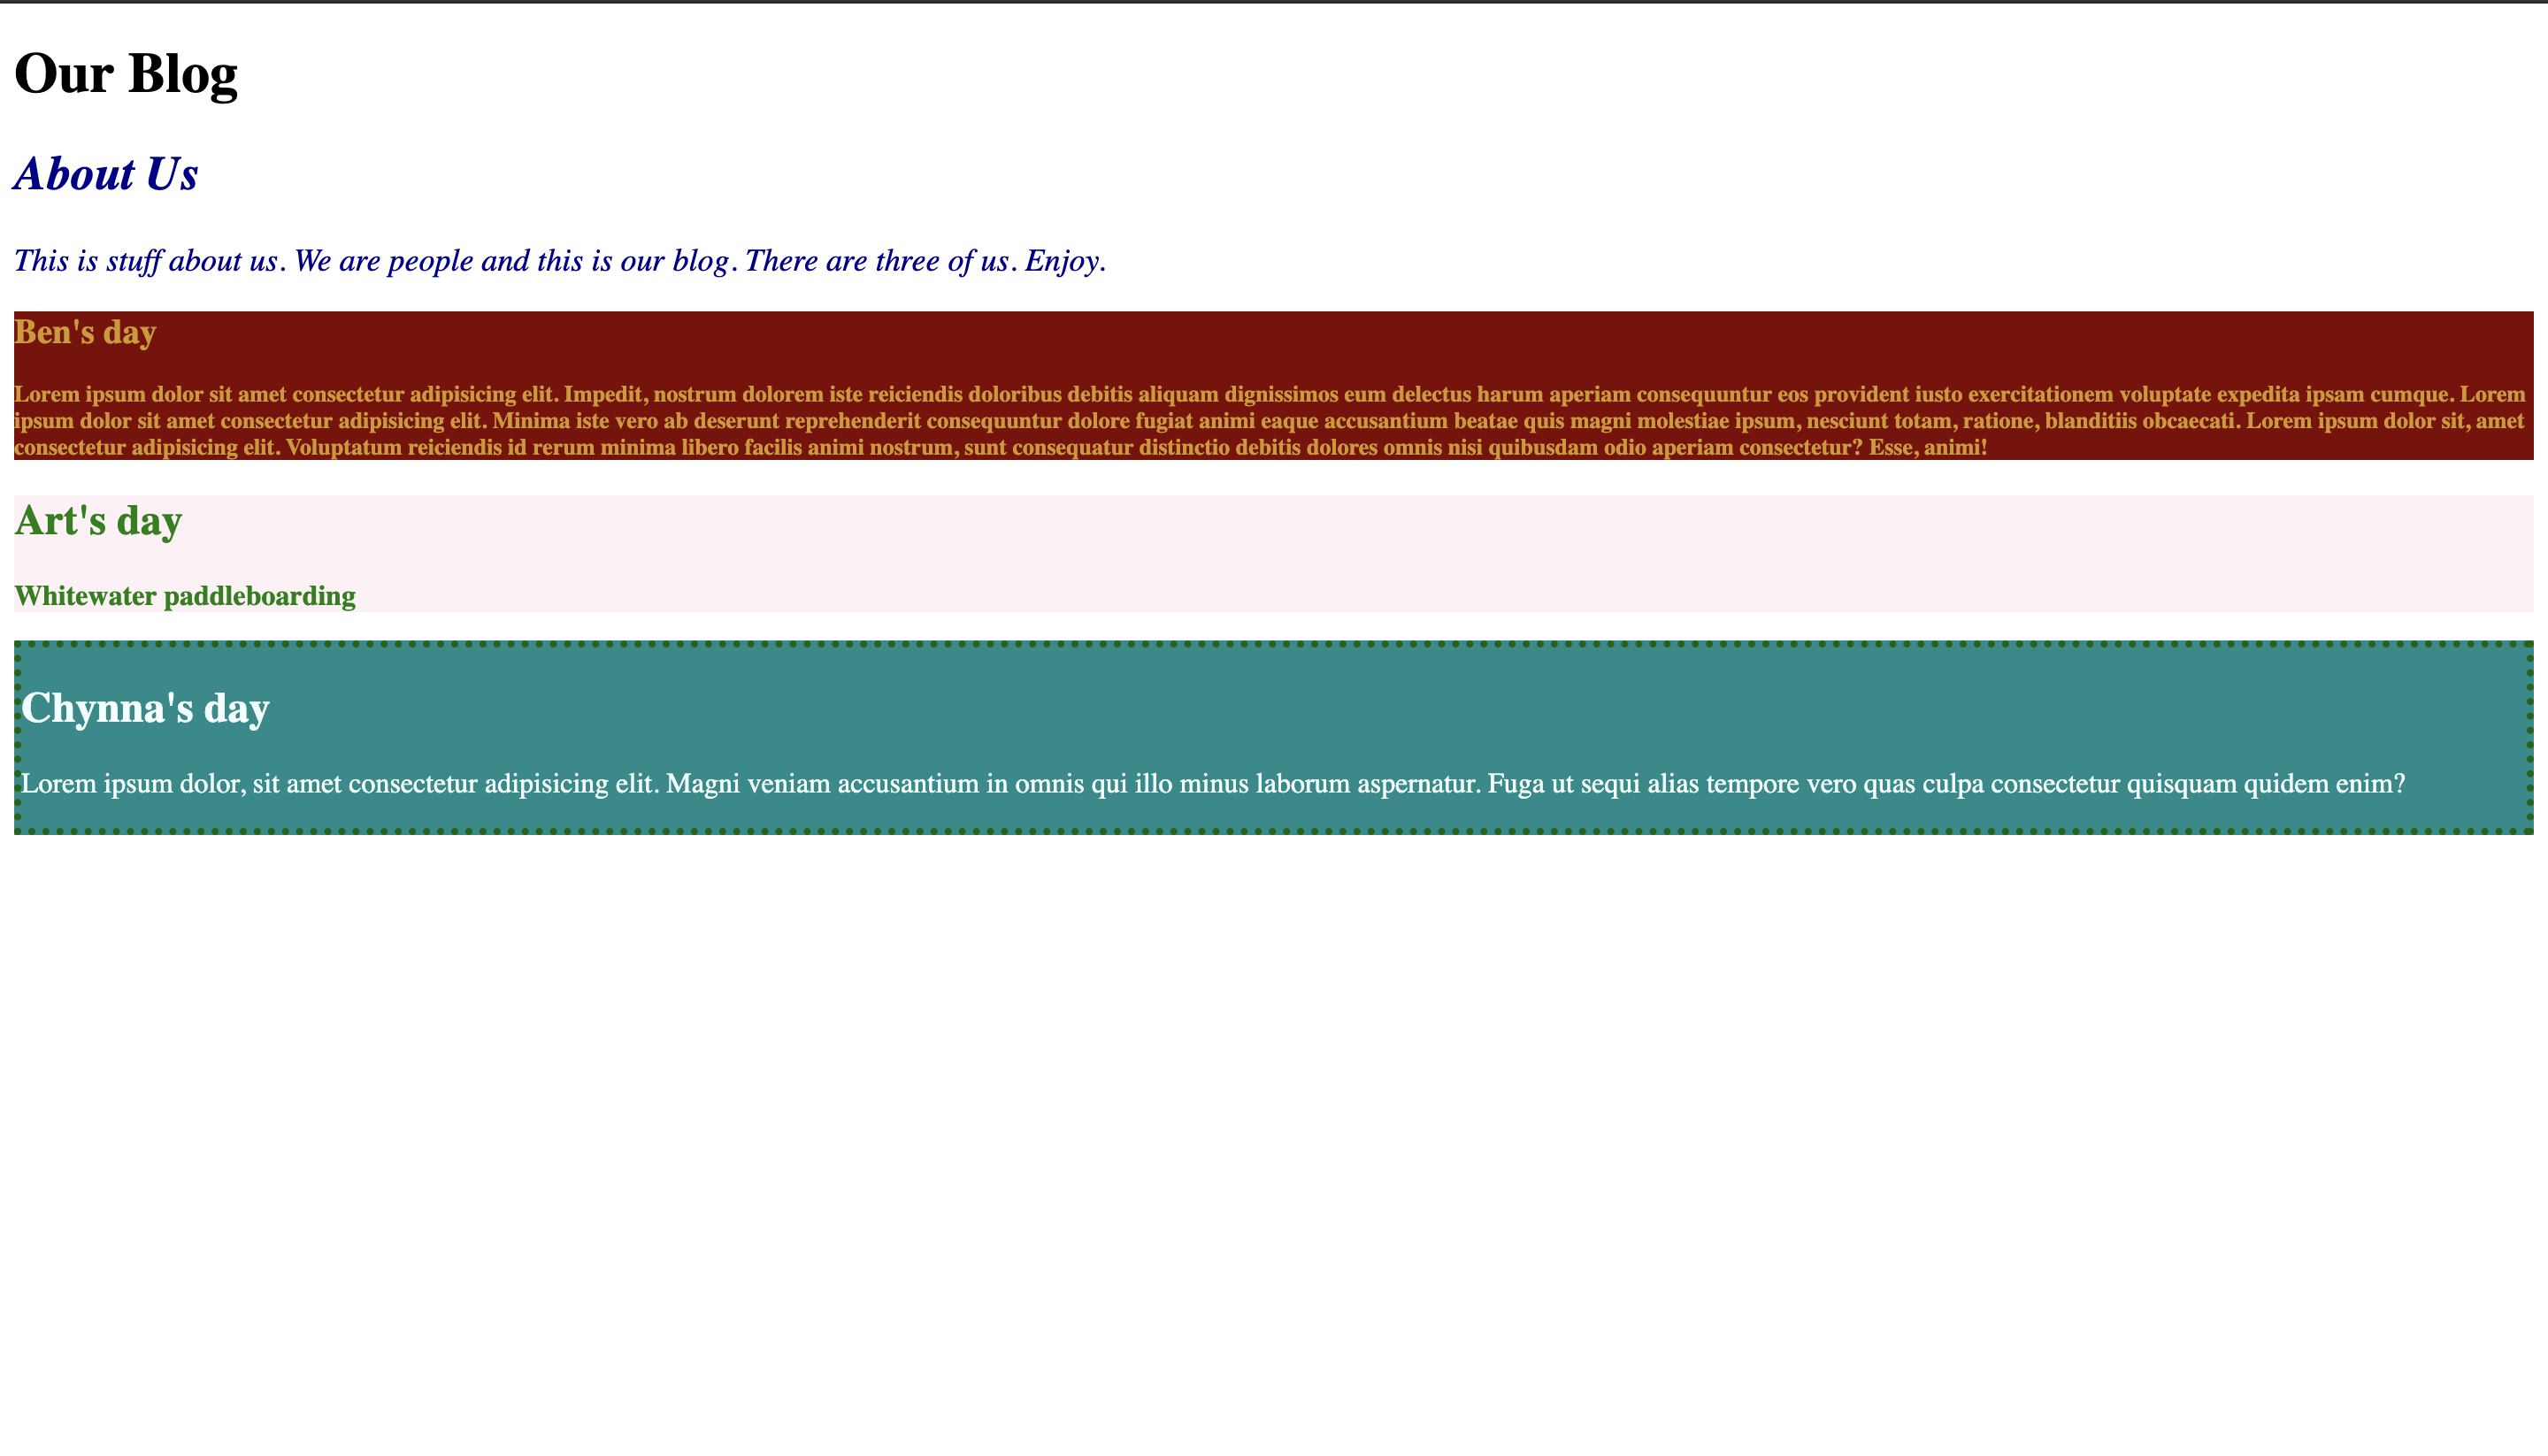 Our Blog
About Us
This is stuff about us. We are people and this is our blog. There are three of us. Enjoy.
Ben's day
Lorem ipsum dolor sit amet consectetur adipisicing elit. Impedit, nostrum dolorem iste reiciendis doloribus debitis aliquam dignissimos eum delectus harum aperiam consequuntur eos provident iusto exercitationem voluptate expedita ipsam cumque. Lorem
ipsum dolor sit amet consectetur adipisicing elit. Minima iste vero ab deserunt reprehenderit consequuntur dolore fugiat animi eaque accusantium beatae quis magni molestiae ipsum, nesciunt totam, ratione, blanditiis obcaecati. Lorem ipsum dolor sit, amet
consectetur adipisicing elit. Voluptatum reiciendis id rerum minima libero facilis animi nostrum, sunt consequatur distinctio debitis dolores omnis nisi quibusdam odio aperiam consectetur? Esse, animi!
Art's day
Whitewater paddleboarding
Chynna's day
Lorem ipsum dolor, sit amet consectetur adipisicing elit. Magni veniam accusantium in omnis qui illo minus laborum aspernatur. Fuga ut sequi alias tempore vero quas culpa consectetur quisquam quidem enim?